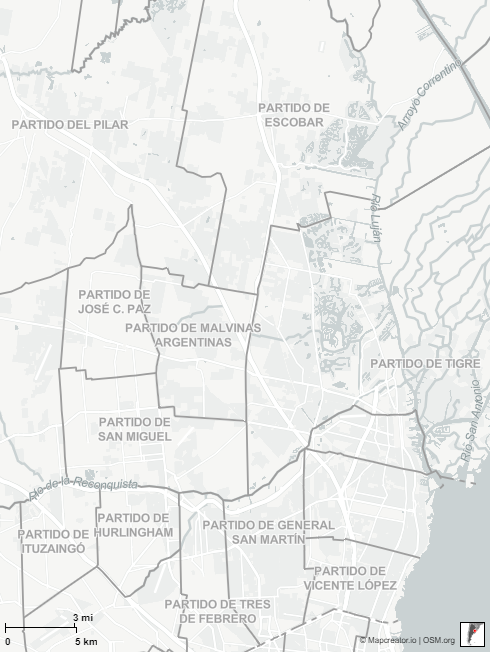 PARTIDO DE
ESCOBAR
PARTIDO DEL PILAR
Arroyo Correntino
Río Luján
PARTIDO DE
JOSÉ C. PAZ
PARTIDO DE MALVINAS
ARGENTINAS
PARTIDO DE TIGRE
PARTIDO DE
SAN MIGUEL
Río San Antonio
Río de la Reconquista
PARTIDO DE
HURLINGHAM
PARTIDO DE GENERAL
SAN MARTÍN
PARTIDO DE
ITUZAINGÓ
PARTIDO DE
VICENTE LÓPEZ
PARTIDO DE TRES
DE FEBRERO
3 mi
0
5 km
© Mapcreator.io | OSM.org